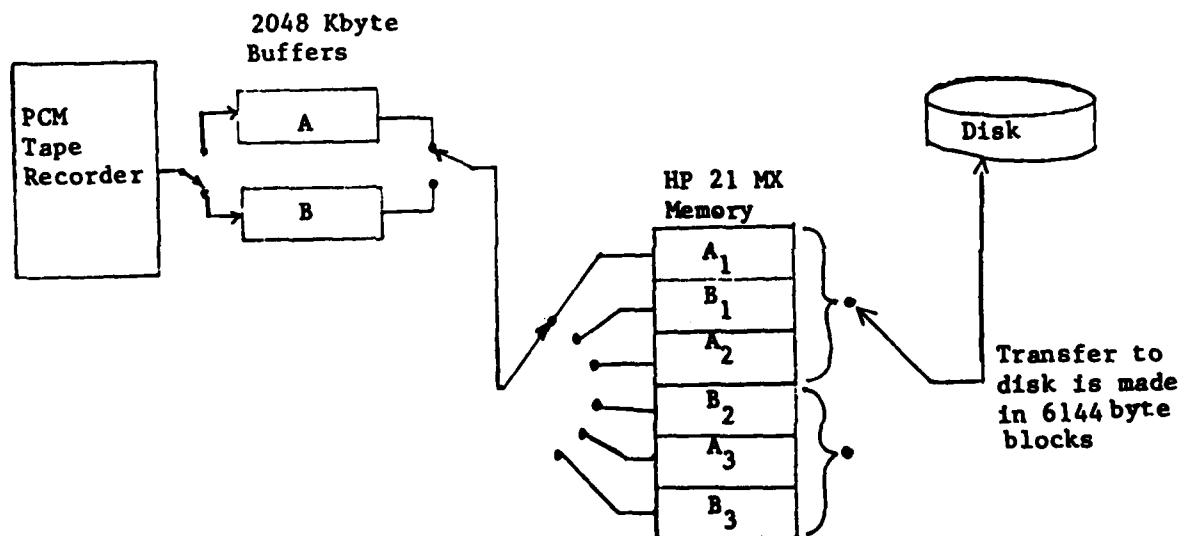 2048 Kbyte
Buffers
PCM
Tape
Recorder
A
B
HP 21 MX
Memory
A1
B1
A2
B2
A3
B3
Disk
Transfer to
disk is made
in 6144 byte
blocks